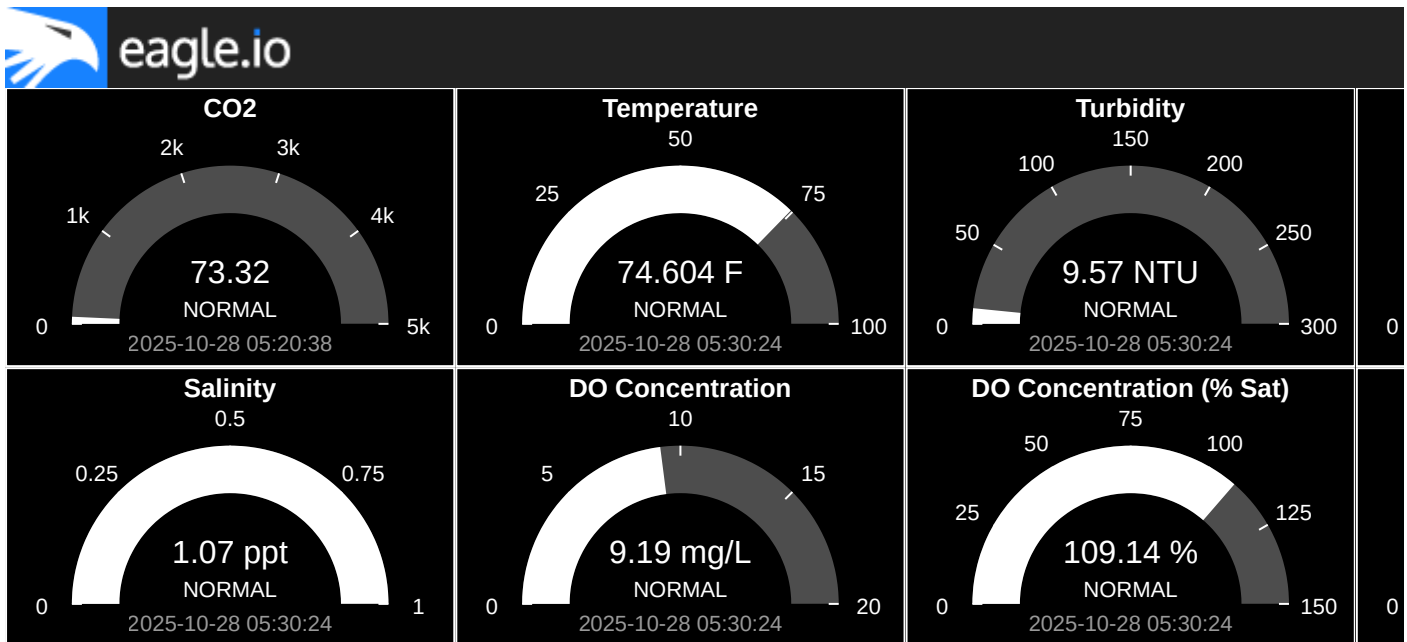 eagle.io
CO2
0
1k
2k
3k
4k
5k
73.32
NORMAL
2025-10-28 05:20:38
Temperature
0
25
50
75
100
74.604 F
NORMAL
2025-10-28 05:30:24
Turbidity
0
50
100
150
200
250
300
9.57 NTU
NORMAL
2025-10-28 05:30:24
0
Salinity
0
0.25
0.5
0.75
1
1.07 ppt
NORMAL
2025-10-28 05:30:24
DO Concentration
0
5
10
15
20
9.19 mg/L
NORMAL
2025-10-28 05:30:24
DO Concentration (% Sat)
0
25
50
75
100
125
150
109.14 %
NORMAL
2025-10-28 05:30:24
0